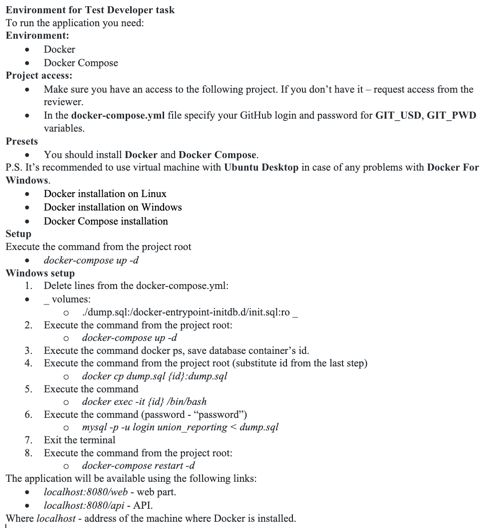 Environment for Test Developer task
To run the application you need:
Environment:
• Docker
• Docker Compose
Project access:
• Make sure you have an access to the following project. If you don't have it – request access from the
reviewer.
• In the docker-compose.yml file specify your GitHub login and password for GIT_USD, GIT_PWD
variables.
Presets
• You should install Docker and Docker Compose.
P.S. It's recommended to use virtual machine with Ubuntu Desktop in case of any problems with Docker For
Windows.
• Docker installation on Linux
• Docker installation on Windows
• Docker Compose installation
Setup
Execute the command from the project root
• docker-compose up -d
Windows setup
1. Delete lines from the docker-compose.yml:
• _ volumes:
o ./dump.sql:/docker-entrypoint-initdb.d/init.sql:ro _
2. Execute the command from the project root:
o docker-compose up -d
3. Execute the command docker ps, save database container's id.
4. Execute the command from the project root (substitute id from the last step)
o docker cp dump.sql {id}:dump.sql
5. Execute the command
o docker exec -it {id} /bin/bash
6. Execute the command (password - “password”)
o mysql -p -u login union_reporting < dump.sql
7. Exit the terminal
8. Execute the command from the project root:
o docker-compose restart -d
The application will be available using the following links:
• localhost:8080/web - web part.
• localhost:8080/api - API.
Where localhost - address of the machine where Docker is installed.